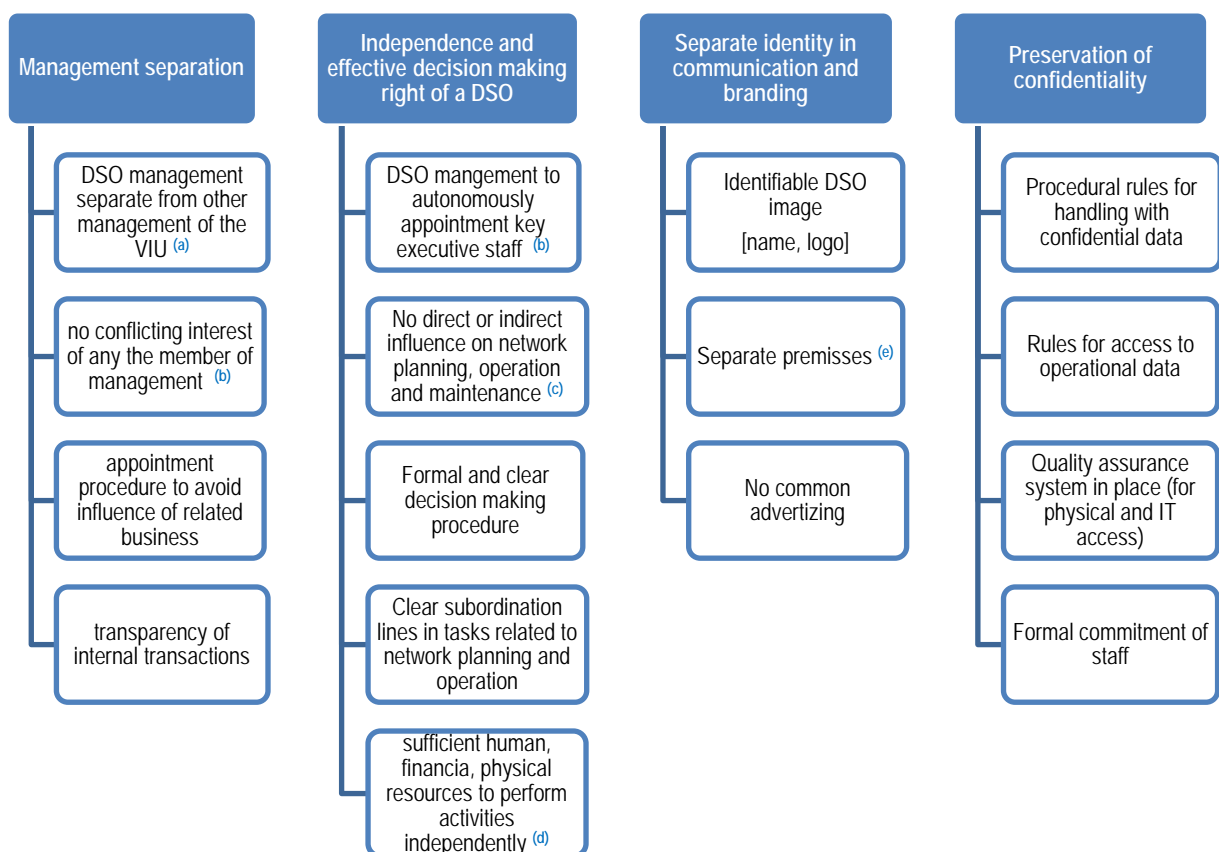 Management separation
DSO management
separate from other
management of the
VIU (a)
no conflicting interest
of any the member of
management (b)
appointment
procedure to avoid
influence of related
business
transparency of
internal transactions
Independence and
effective decision making
right of a DSO
DSO mangement to
autonomously
appointment key
executive staff (b)
No direct or indirect
influence on network
planning, operation
and maintenance (c)
Formal and clear
decision making
procedure
Clear subordination
lines in tasks related to
network planning and
operation
sufficient human,
financia, physical
resources to perform
activities
independently (d)
Separate identity in
communication and
branding
Identifiable DSO
image
[name, logo]
Separate premisses (e)
No common
advertizing
Preservation of
confidentiality
Procedural rules for
handling with
confidential data
Rules for access to
operational data
Quality assurance
system in place (for
physical and IT
access)
Formal commitment of
staff